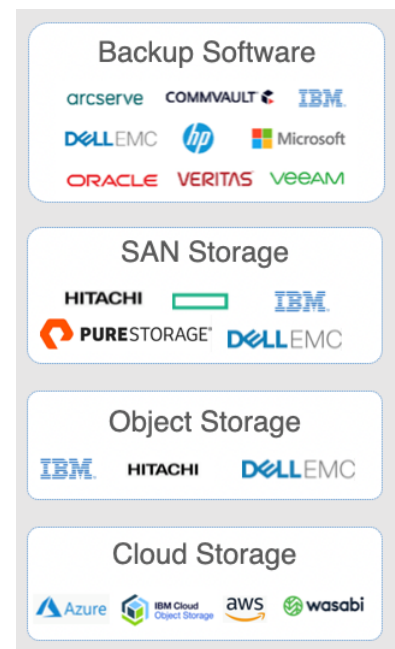 Backup Software
arcserve COMMVAULT IBM
DELLEMC hp Microsoft
ORACLE VERITAS veeAM
SAN Storage
HITACHI IBM
PURESTORAGE DELLEMC
Object Storage
IBM HITACHI DELLEMC
Cloud Storage
Azure IBM Cloud Object Storage aws wasabi